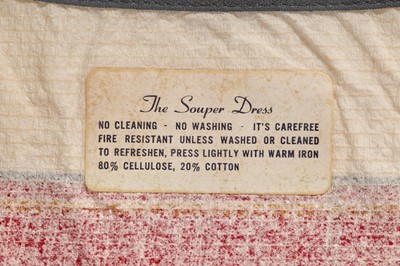 The Souper Dress
NO CLEANING - NO WASHING - IT'S CAREFREE
FIRE RESISTANT UNLESS WASHED OR CLEANED
TO REFRESHEN, PRESS LIGHTLY WITH WARM IRON
80% CELLULOSE, 20% COTTON